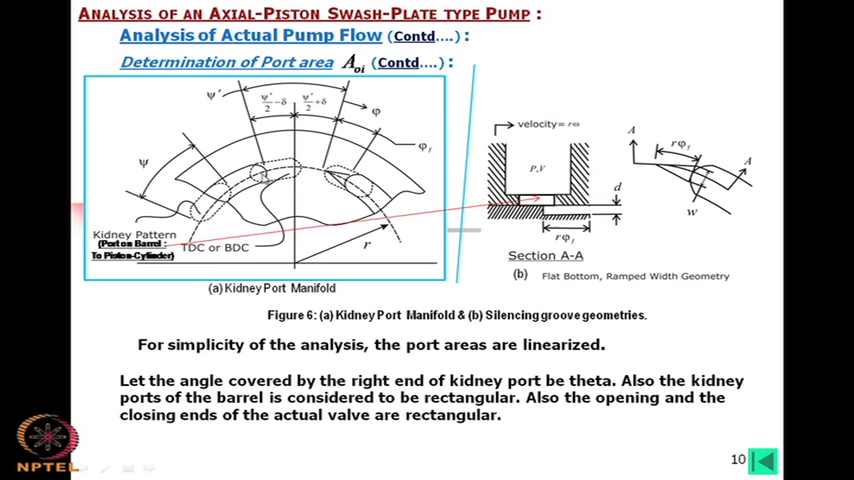 ANALYSIS OF AN AXIAL-PISTON SWASH-PLATE TYPE PUMP :
Analysis of Actual Pump Flow (Contd....) :
Determination of Port area Aoi (Contd....) :
ψ'
ψ'/2 − δ
ψ'/2 + δ
φ
φf
ψ
r
Kidney Pattern
(Port on Barrel :
To Piston-Cylinder)
TDC or BDC
(a) Kidney Port Manifold
velocity= rω
P,V
d
rφf
Section A-A
A
rφf
A
w
(b) Flat Bottom, Ramped Width Geometry
Figure 6: (a) Kidney Port Manifold & (b) Silencing groove geometries.
For simplicity of the analysis, the port areas are linearized.
Let the angle covered by the right end of kidney port be theta. Also the kidney
ports of the barrel is considered to be rectangular. Also the opening and the
closing ends of the actual valve are rectangular.
NPTEL
10